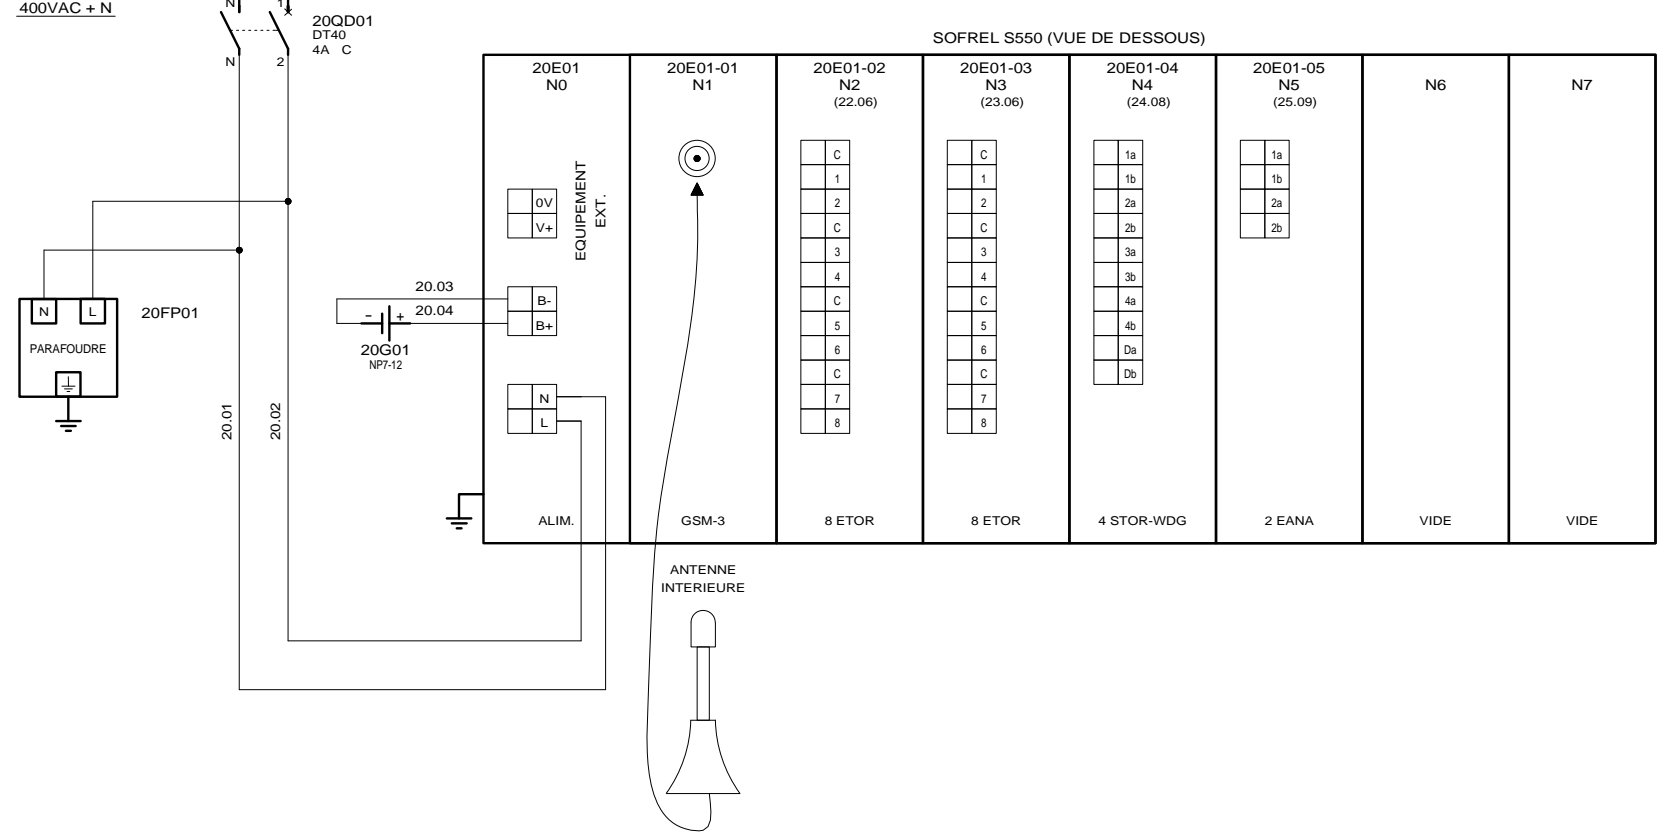 400VAC + N
N
1
20QD01
DT40
4A C
N
2
SOFREL S550 (VUE DE DESSOUS)
20E01
N0
EQUIPEMENT
EXT.
0V
V+
20.03
B-
20.04
B+
- +
20G01
NP7-12
N
L
ALIM.
20E01-01
N1
GSM-3
20E01-02
N2
(22.06)
C
1
2
C
3
4
C
5
6
C
7
8
8 ETOR
20E01-03
N3
(23.06)
C
1
2
C
3
4
C
5
6
C
7
8
8 ETOR
20E01-04
N4
(24.08)
1a
1b
2a
2b
3a
3b
4a
4b
Da
Db
4 STOR-WDG
20E01-05
N5
(25.09)
1a
1b
2a
2b
2 EANA
N6
VIDE
N7
VIDE
N L
20FP01
PARAFOUDRE
20.01
20.02
ANTENNE
INTERIEURE